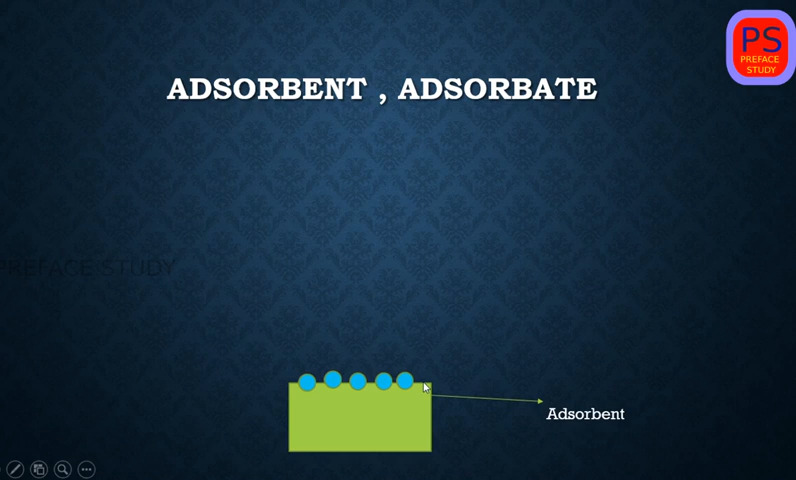 PS
PREFACE
STUDY
ADSORBENT , ADSORBATE
PREFACE STUDY
Adsorbent